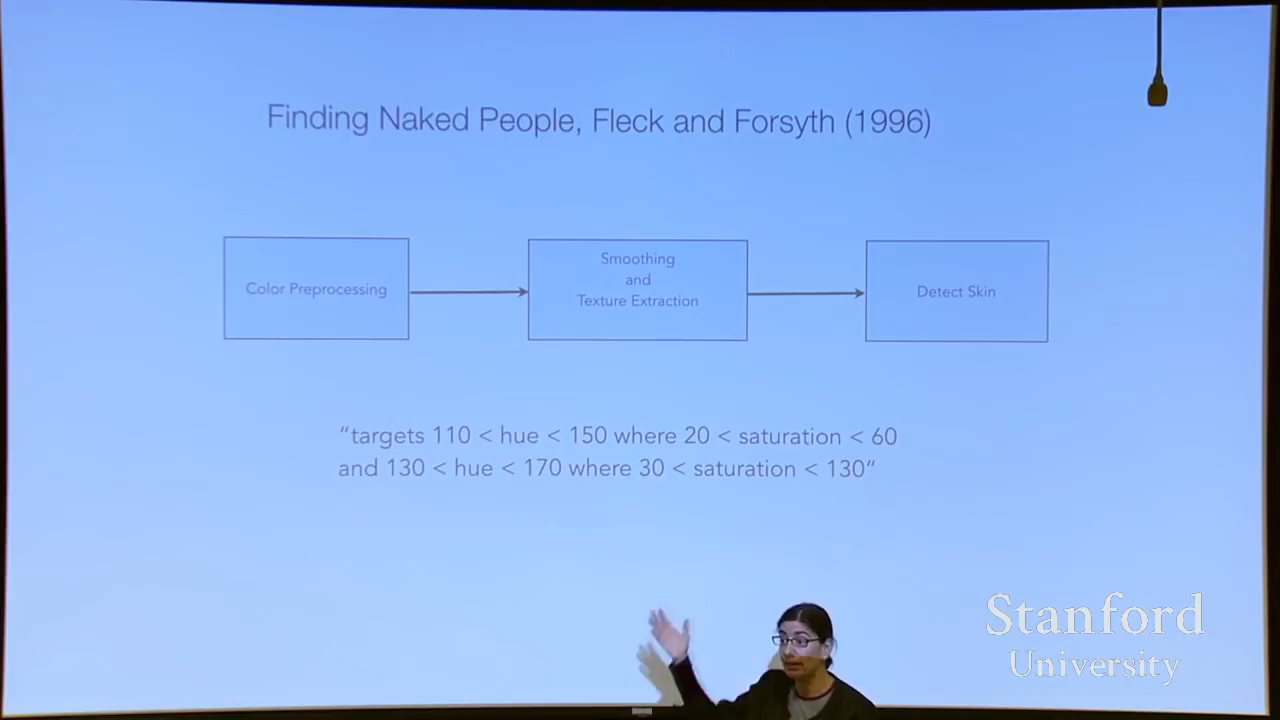 Finding Naked People, Fleck and Forsyth (1996)
Color Preprocessing
Smoothing
and
Texture Extraction
Detect Skin
“targets 110 < hue < 150 where 20 < saturation < 60
and 130 < hue < 170 where 30 < saturation < 130”
Stanford
University